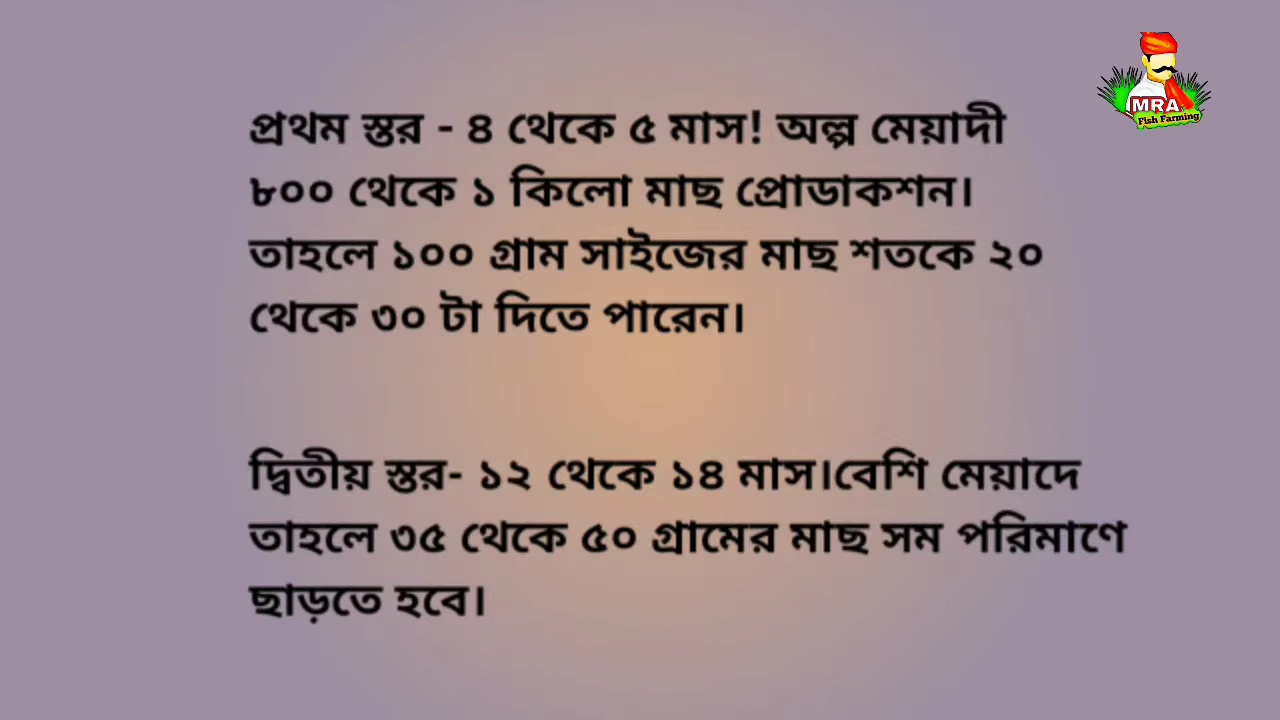 MRA
Fish Farming
প্রথম স্তর - ৪ থেকে ৫ মাস! অল্প মেয়াদী
৮০০ থেকে ১ কিলো মাছ প্রোডাকশন।
তাহলে ১০০ গ্রাম সাইজের মাছ শতকে ২০
থেকে ৩০ টা দিতে পারেন।
দ্বিতীয় স্তর- ১২ থেকে ১৪ মাস।বেশি মেয়াদে
তাহলে ৩৫ থেকে ৫০ গ্রামের মাছ সম পরিমাণে
ছাড়তে হবে।